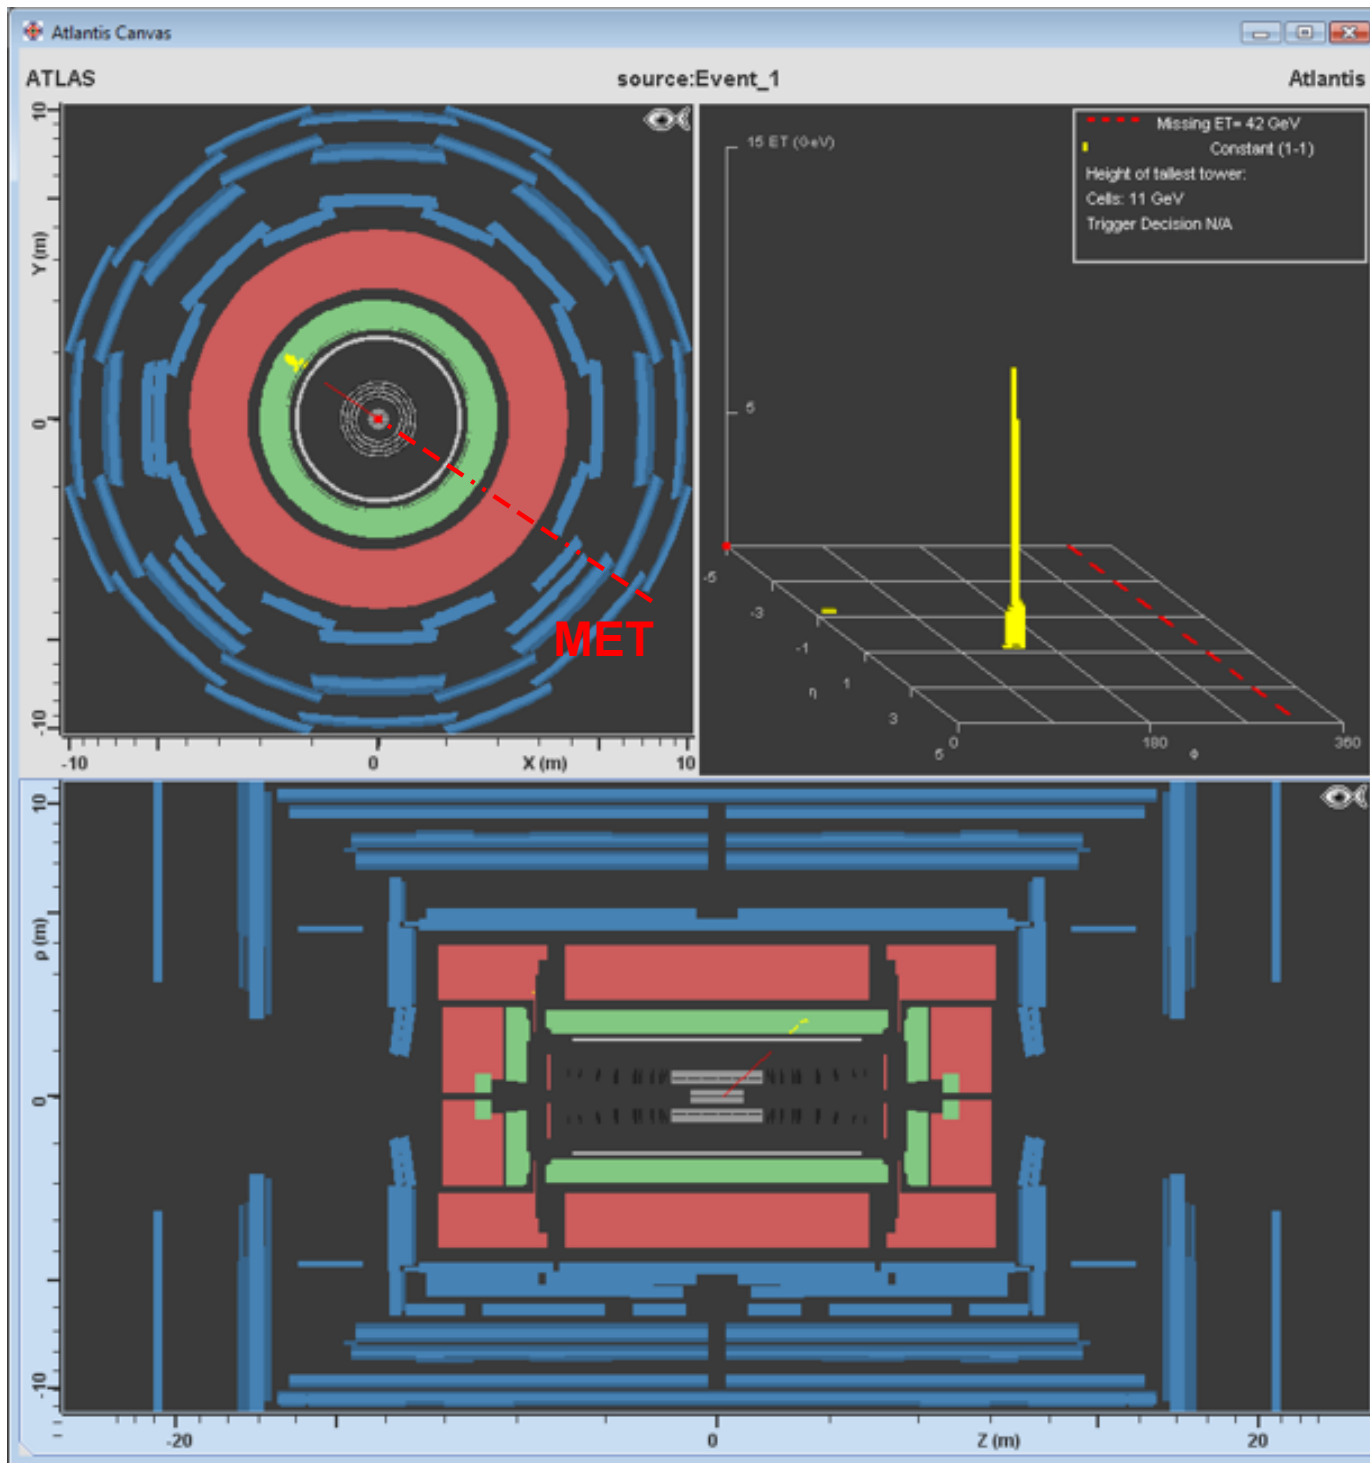 Atlantis Canvas
ATLAS source:Event_1 Atlantis
10
Y (m)
0
-10
-10 0 X (m) 10
MET
15 ET (GeV)
5
Missing ET= 42 GeV
Constant (1-1)
Height of tallest tower:
Cells: 11 GeV
Trigger Decision N/A
-5
-3
-1
η 1
3
5 0 180 Φ 360
10
ρ (m)
0
-10
-20 0 Z (m) 20